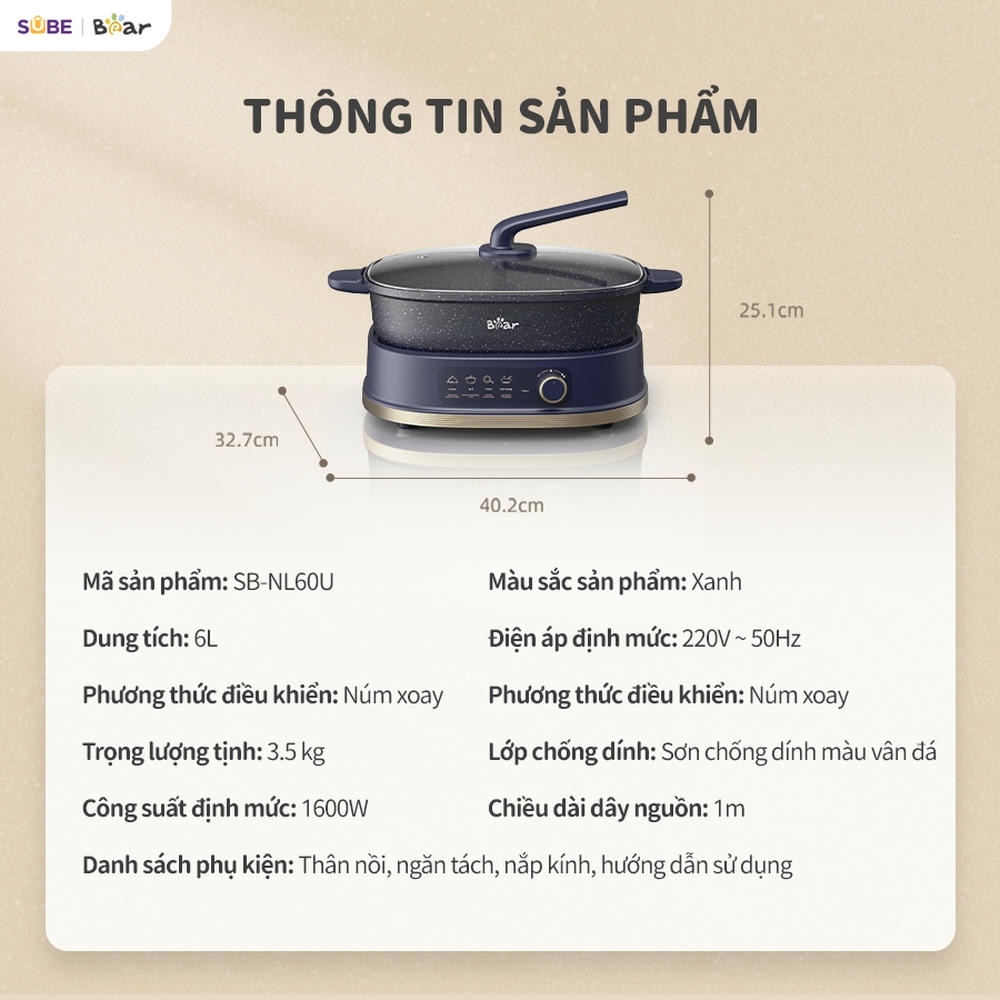 SUBE | Bear
THÔNG TIN SẢN PHẨM
25.1cm
Bear
32.7cm
40.2cm
Mã sản phẩm: SB-NL60U
Màu sắc sản phẩm: Xanh
Dung tích: 6L
Điện áp định mức: 220V ~ 50Hz
Phương thức điều khiển: Núm xoay
Phương thức điều khiển: Núm xoay
Trọng lượng tịnh: 3.5 kg
Lớp chống dính: Sơn chống dính màu vân đá
Công suất định mức: 1600W
Chiều dài dây nguồn: 1m
Danh sách phụ kiện: Thân nồi, ngăn tách, nắp kính, hướng dẫn sử dụng